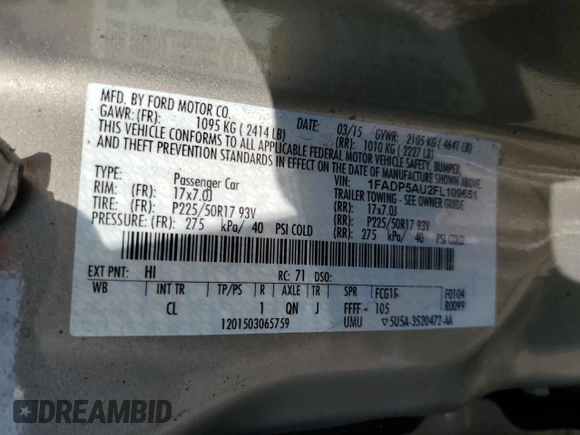 MFD. BY FORD MOTOR CO.
DATE: 03/15 GVWR: 2105 KG ( 4641 LB)
GAWR: (FR): 1095 KG ( 2414 LB) (RR): 1010 KG ( 2227 LB)
THIS VEHICLE CONFORMS TO ALL APPLICABLE FEDERAL MOTOR VEHICLE SAFETY, BUMPER,
AND THEFT PREVENTION STANDARDS IN EFFECT ON THE DATE OF MANUFACTURE SHOWN ABOVE.
VIN: 1FADP5AU2FL109651
TYPE: Passenger Car TRAILER TOWING - SEE OWNER GUIDE
RIM: (FR): 17x7.0J (RR): 17x7.0J
TIRE: (FR): P225/50R17 93V (RR): P225/50R17 93V
PRESSURE: (FR): 275 kPa/ 40 PSI COLD (RR): 275 kPa/ 40 PSI COLD
EXT PNT: HI RC: 71 DSO:
WB INT TR TP/PS R AXLE TR SPR FCG1F F0104
CL 1 QN J FFFF - 105 R0099
1201503065759 UMU ▽5U5A-3520472-AA
DREAMBID